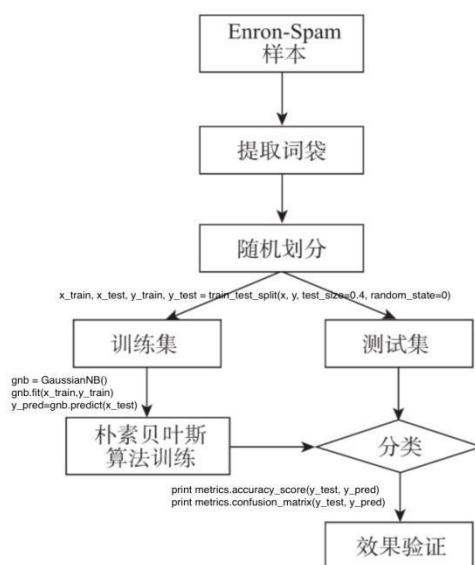 Enron-Spam
样本
提取词袋
随机划分
x_train, x_test, y_train, y_test = train_test_split(x, y, test_size=0.4, random_state=0)
训练集
测试集
gnb = GaussianNB()
gnb.fit(x_train,y_train)
y_pred=gnb.predict(x_test)
朴素贝叶斯
算法训练
分类
print metrics.accuracy_score(y_test, y_pred)
print metrics.confusion_matrix(y_test, y_pred)
效果验证